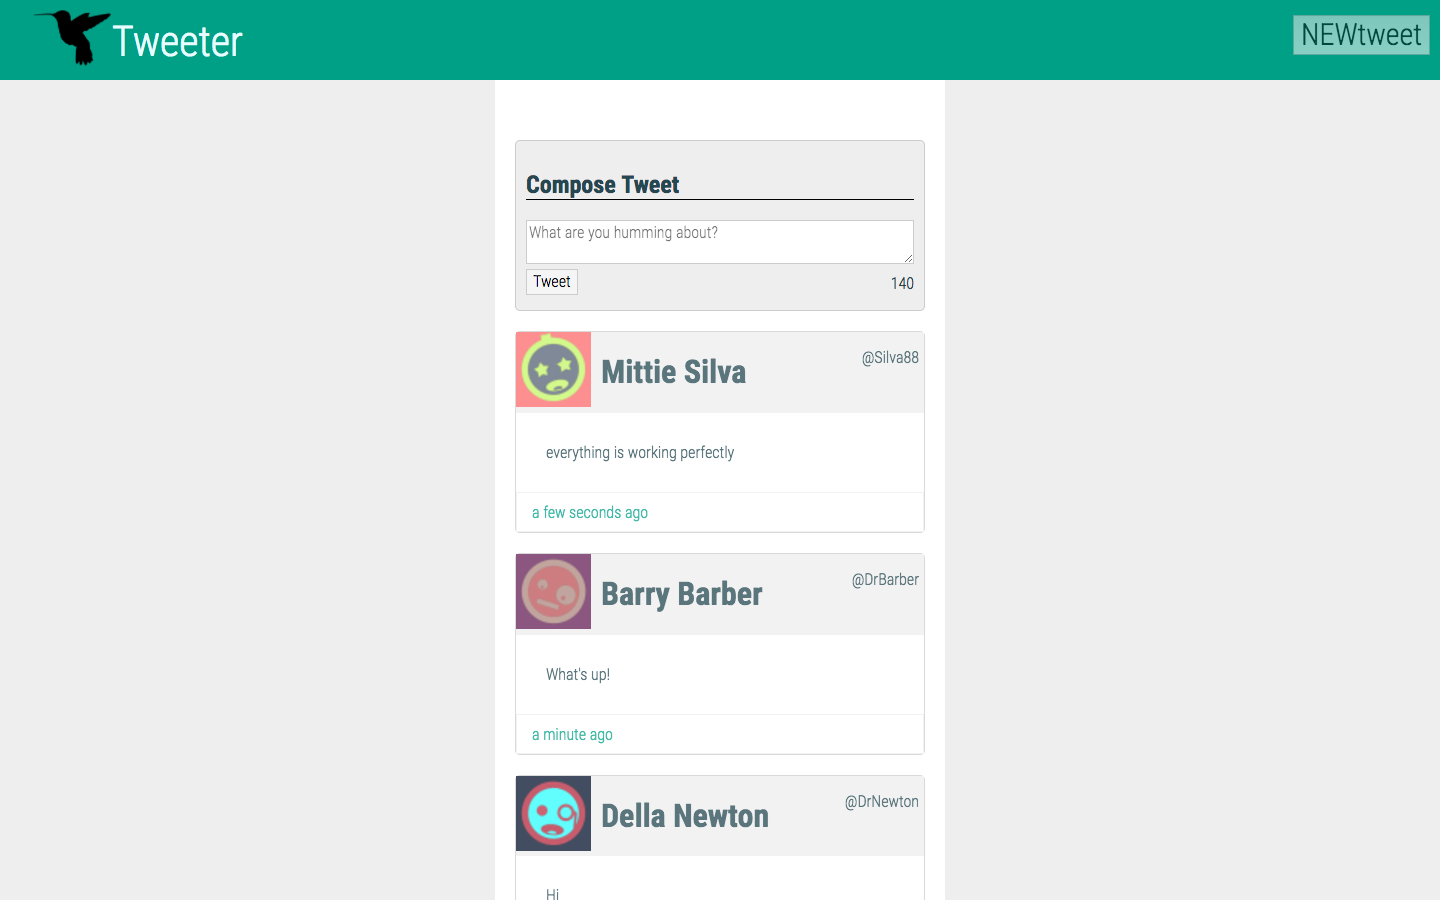 Tweeter
NEWtweet
Compose Tweet
What are you humming about?
Tweet
140
Mittie Silva
@Silva88
everything is working perfectly
a few seconds ago
Barry Barber
@DrBarber
What's up!
a minute ago
Della Newton
@DrNewton
Hi